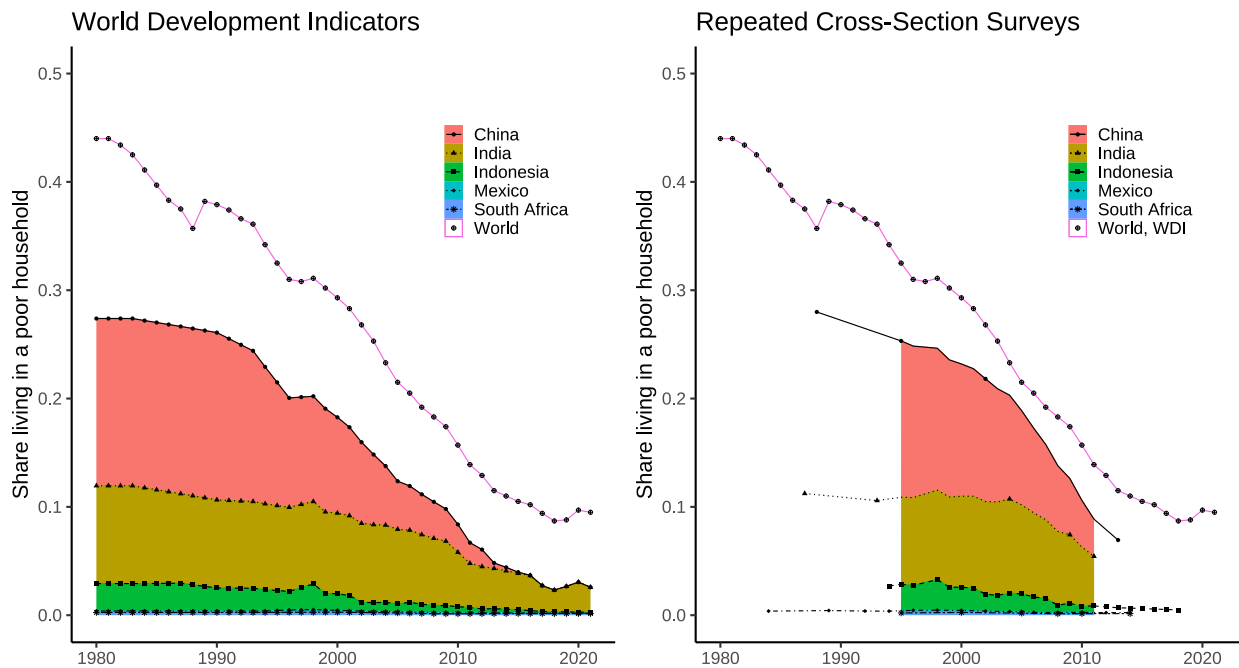 World Development Indicators
Share living in a poor household
0.5
0.4
0.3
0.2
0.1
0.0
1980
1990
2000
2010
2020
China
India
Indonesia
Mexico
South Africa
World
Repeated Cross-Section Surveys
Share living in a poor household
0.5
0.4
0.3
0.2
0.1
0.0
1980
1990
2000
2010
2020
China
India
Indonesia
Mexico
South Africa
World, WDI